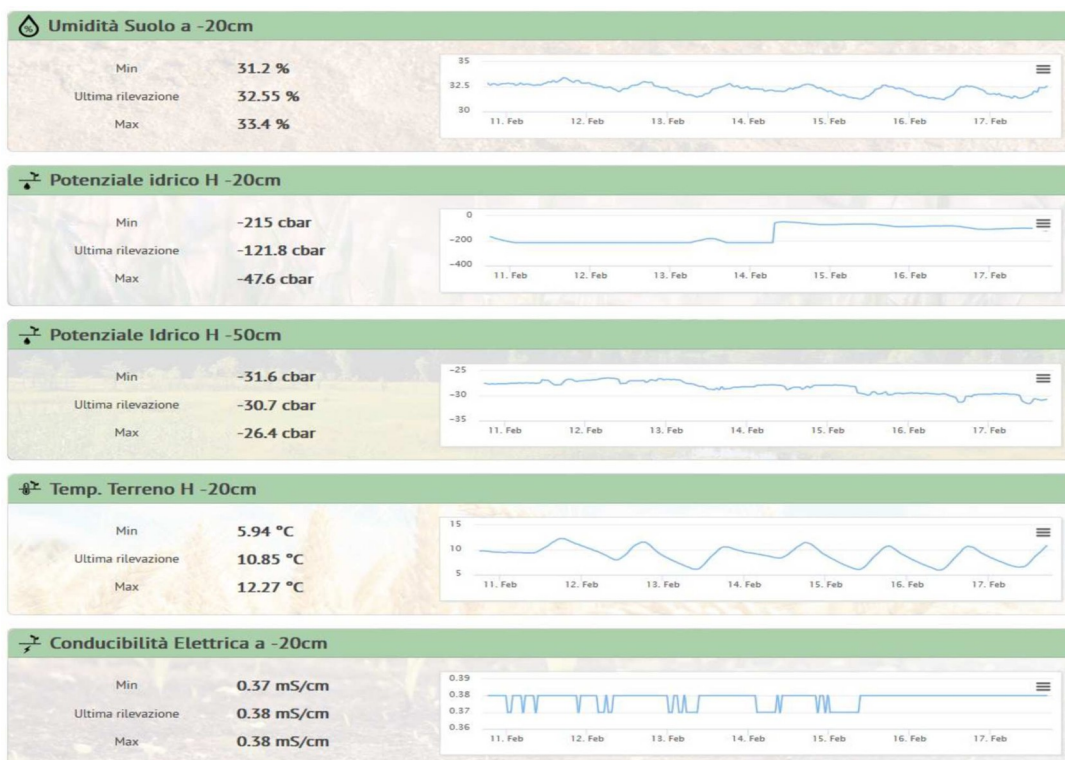 Umidità Suolo a -20cm
Min 31.2 %
Ultima rilevazione 32.55 %
Max 33.4 %
35
32.5
30
11. Feb 12. Feb 13. Feb 14. Feb 15. Feb 16. Feb 17. Feb
Potenziale idrico H -20cm
Min -215 cbar
Ultima rilevazione -121.8 cbar
Max -47.6 cbar
0
-200
-400
11. Feb 12. Feb 13. Feb 14. Feb 15. Feb 16. Feb 17. Feb
Potenziale Idrico H -50cm
Min -31.6 cbar
Ultima rilevazione -30.7 cbar
Max -26.4 cbar
-25
-30
-35
11. Feb 12. Feb 13. Feb 14. Feb 15. Feb 16. Feb 17. Feb
Temp. Terreno H -20cm
Min 5.94 °C
Ultima rilevazione 10.85 °C
Max 12.27 °C
15
10
5
11. Feb 12. Feb 13. Feb 14. Feb 15. Feb 16. Feb 17. Feb
Conducibilità Elettrica a -20cm
Min 0.37 mS/cm
Ultima rilevazione 0.38 mS/cm
Max 0.38 mS/cm
0.39
0.38
0.37
0.36
11. Feb 12. Feb 13. Feb 14. Feb 15. Feb 16. Feb 17. Feb